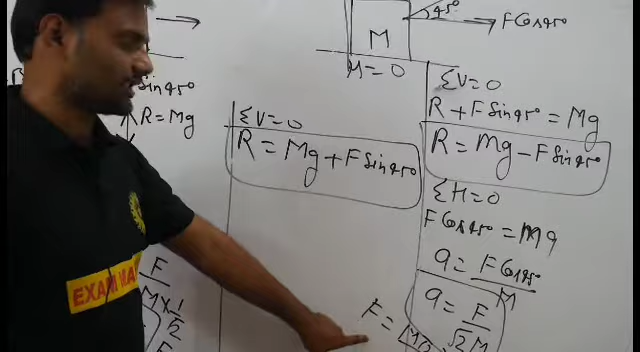 45°
F Cos45°
M
M = 0
Sin45°
R = Mg
ΣV = 0
R = Mg + F Sin45°
ΣV = 0
R + F Sin45° = Mg
R = Mg - F Sin45°
ΣH = 0
F Cos45° = Ma
a = F Cos45° / M
a = F / √2 M
F =
F
M × 1/2
EXAM